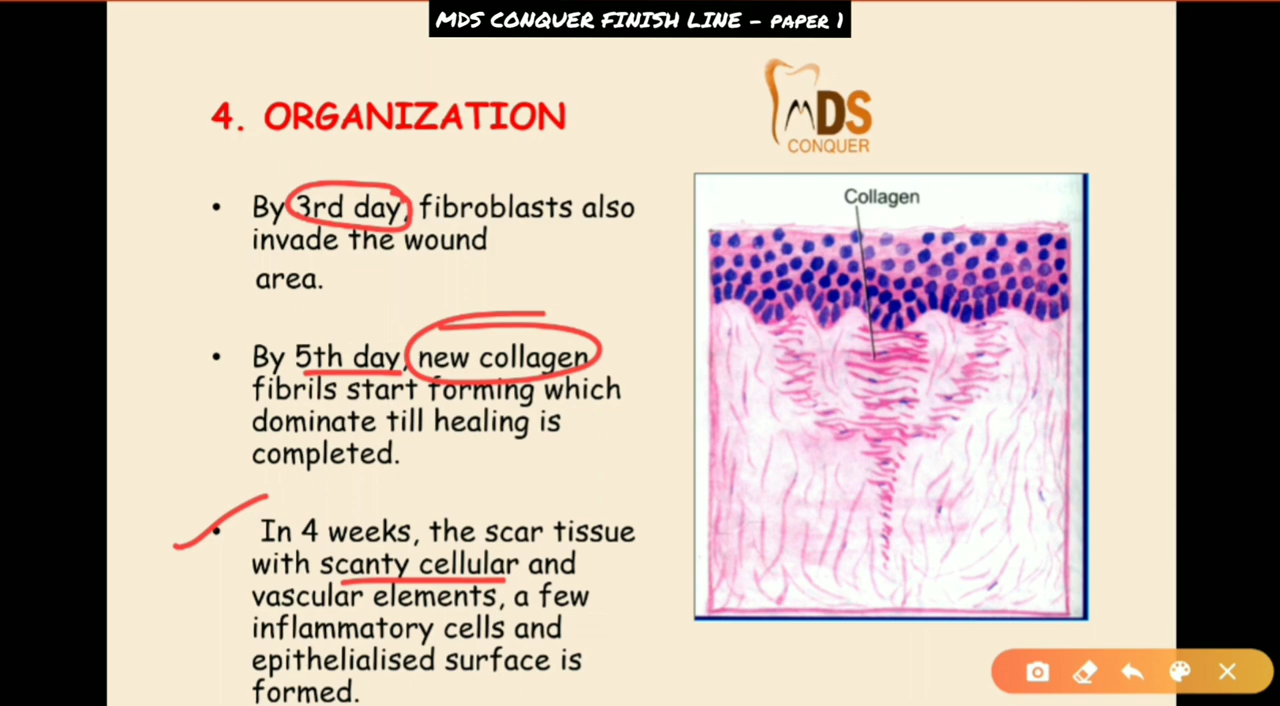 MDS CONQUER FINISH LINE - PAPER 1
MDS
CONQUER
4. ORGANIZATION
• By 3rd day, fibroblasts also
invade the wound
area.
• By 5th day, new collagen
fibrils start forming which
dominate till healing is
completed.
• In 4 weeks, the scar tissue
with scanty cellular and
vascular elements, a few
inflammatory cells and
epithelialised surface is
formed.
Collagen